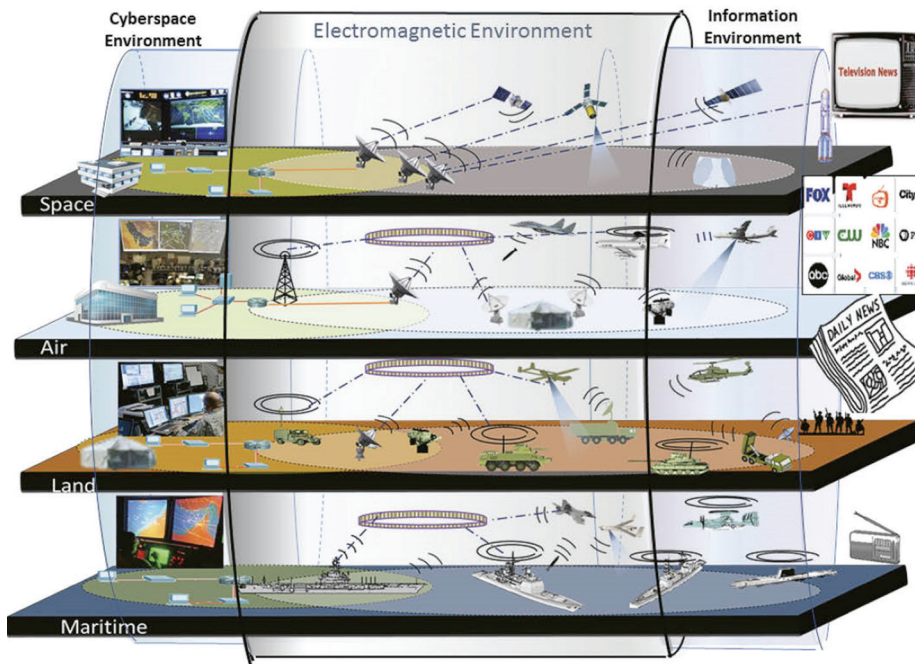 Cyberspace
Environment
Electromagnetic Environment
Information
Environment
Television News
Space
FOX
City
CTV
CW
NBC
P
abc
Global
CBS
Air
DAILY NEWS
Land
Maritime